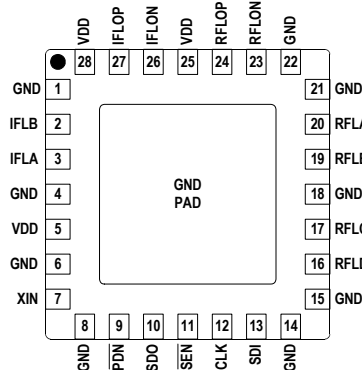 VDD
IFLOP
IFLON
VDD
RFLOP
RFLON
GND
28 27 26 25 24 23 22
GND 1
IFLB 2
IFLA 3
GND 4
VDD 5
GND 6
XIN 7
GND
PAD
21 GND
20 RFLA
19 RFLB
18 GND
17 RFLC
16 RFLD
15 GND
8 9 10 11 12 13 14
GND
PDN
SDO
SEN
CLK
SDI
GND